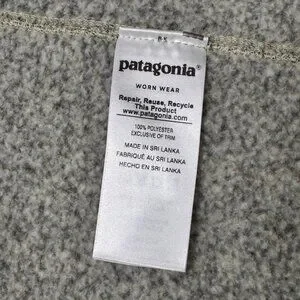 patagonia®
WORN WEAR
Repair, Reuse, Recycle
This Product
www.patagonia.com
100% POLYESTER
EXCLUSIVE OF TRIM
MADE IN SRI LANKA
FABRIQUÉ AU SRI LANKA
HECHO EN SRI LANKA